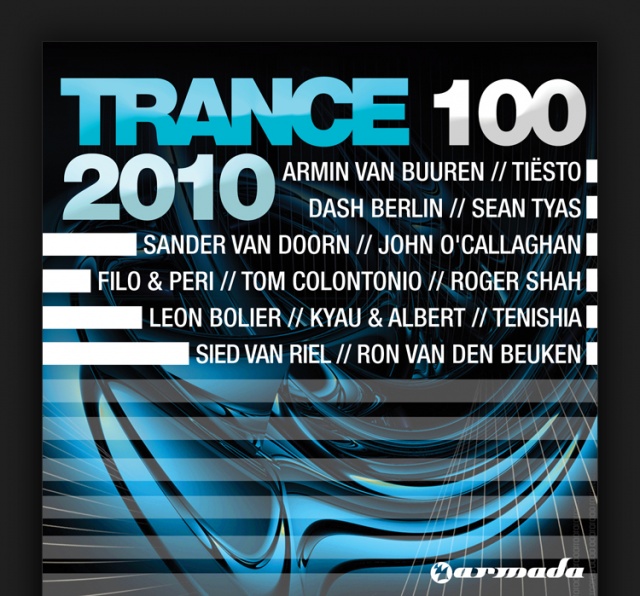 TRANCE 100
2010
ARMIN VAN BUUREN // TIËSTO
DASH BERLIN // SEAN TYAS
SANDER VAN DOORN // JOHN O'CALLAGHAN
FILO & PERI // TOM COLONTONIO // ROGER SHAH
LEON BOLIER // KYAU & ALBERT // TENISHIA
SIED VAN RIEL // RON VAN DEN BEUKEN
armada